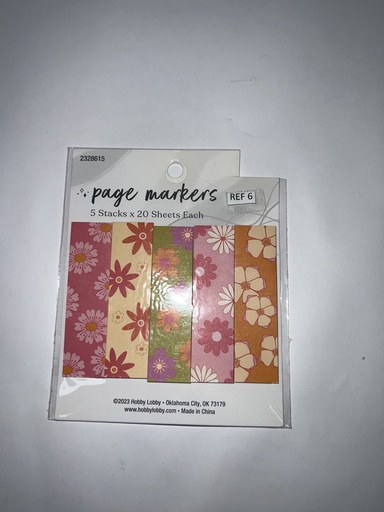 2328615
page markers
REF 6
5 Stacks x 20 Sheets Each
©2023 Hobby Lobby • Oklahoma City, OK 73179
www.hobbylobby.com • Made in China